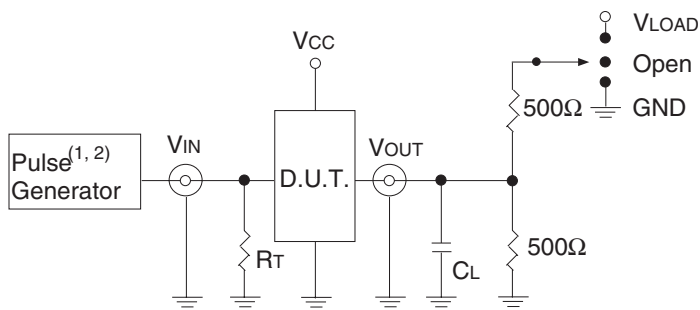 VLOAD
VCC
Open
500Ω
GND
Pulse(1, 2)
Generator
VIN
D.U.T.
VOUT
RT
CL
500Ω